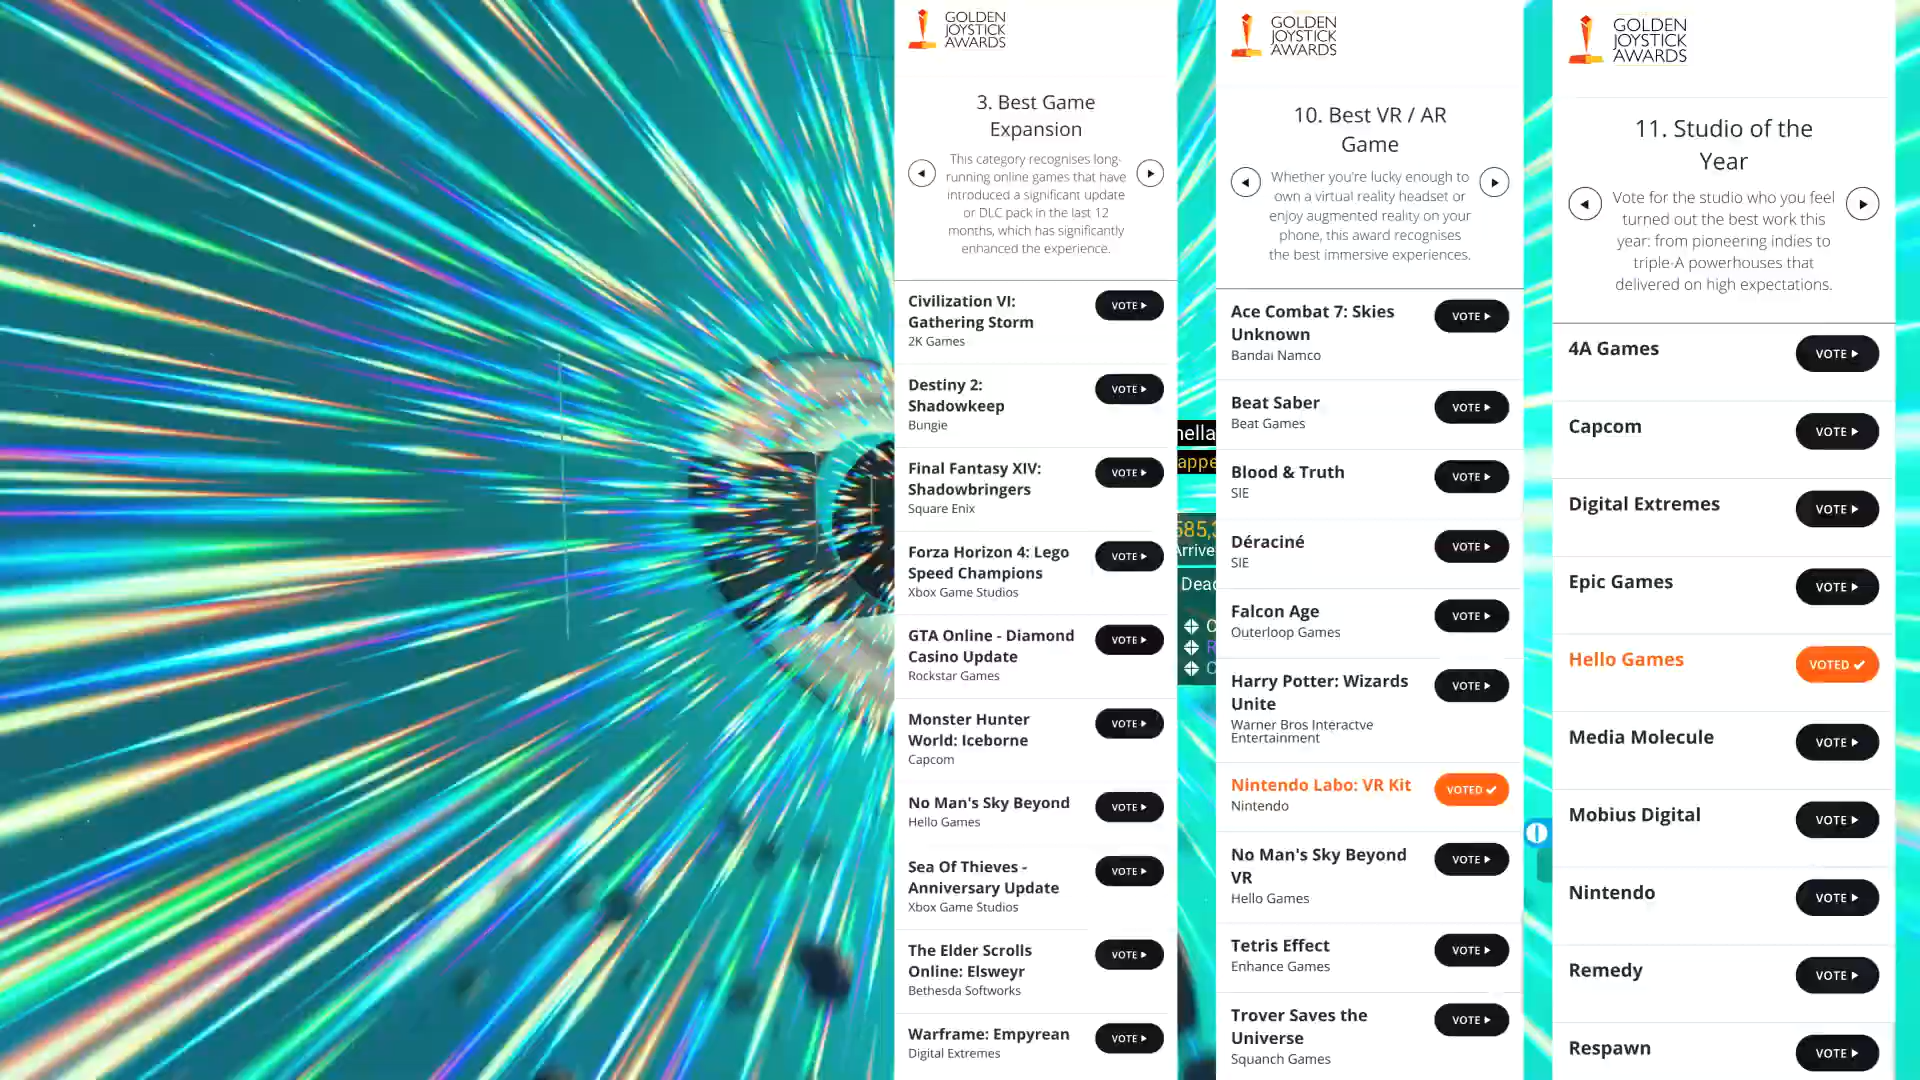 GOLDEN
JOYSTICK
AWARDS
3. Best Game
Expansion
This category recognises long-
running online games that have
introduced a significant update
or DLC pack in the last 12
months, which has significantly
enhanced the experience.
Civilization VI:
Gathering Storm
2K Games
VOTE
Destiny 2:
Shadowkeep
Bungie
VOTE
Final Fantasy XIV:
Shadowbringers
Square Enix
VOTE
Forza Horizon 4: Lego
Speed Champions
Xbox Game Studios
VOTE
GTA Online - Diamond
Casino Update
Rockstar Games
VOTE
Monster Hunter
World: Iceborne
Capcom
VOTE
No Man's Sky Beyond
Hello Games
VOTE
Sea Of Thieves -
Anniversary Update
Xbox Game Studios
VOTE
The Elder Scrolls
Online: Elsweyr
Bethesda Softworks
VOTE
Warframe: Empyrean
Digital Extremes
VOTE
GOLDEN
JOYSTICK
AWARDS
10. Best VR / AR
Game
Whether you're lucky enough to
own a virtual reality headset or
enjoy augmented reality on your
phone, this award recognises
the best immersive experiences.
Ace Combat 7: Skies
Unknown
Bandai Namco
VOTE
Beat Saber
Beat Games
VOTE
Blood & Truth
SIE
VOTE
Déraciné
SIE
VOTE
Falcon Age
Outerloop Games
VOTE
Harry Potter: Wizards
Unite
Warner Bros Interactve
Entertainment
VOTE
Nintendo Labo: VR Kit
Nintendo
VOTED
No Man's Sky Beyond
VR
Hello Games
VOTE
Tetris Effect
Enhance Games
VOTE
Trover Saves the
Universe
Squanch Games
VOTE
GOLDEN
JOYSTICK
AWARDS
11. Studio of the
Year
Vote for the studio who you feel
turned out the best work this
year: from pioneering indies to
triple-A powerhouses that
delivered on high expectations.
4A Games
VOTE
Capcom
VOTE
Digital Extremes
VOTE
Epic Games
VOTE
Hello Games
VOTED
Media Molecule
VOTE
Mobius Digital
VOTE
Nintendo
VOTE
Remedy
VOTE
Respawn
VOTE